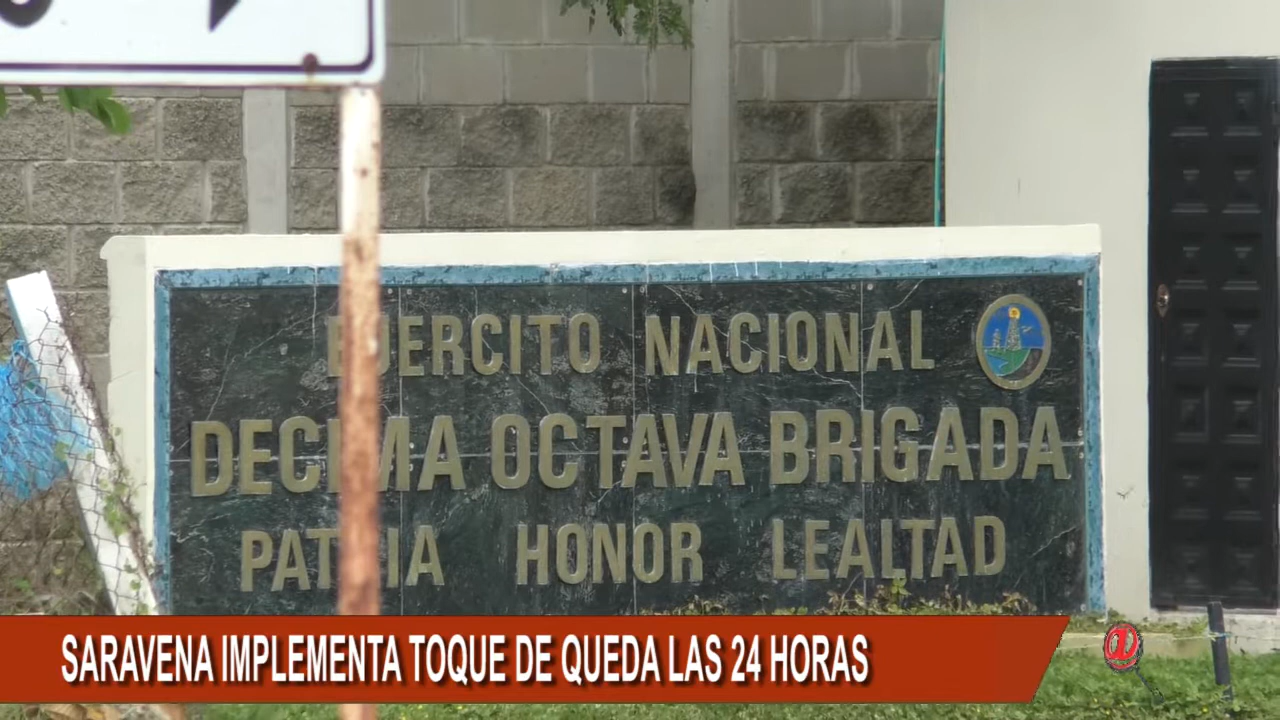 EJERCITO NACIONAL
DECIMA OCTAVA BRIGADA
PATRIA HONOR LEALTAD
SARAVENA IMPLEMENTA TOQUE DE QUEDA LAS 24 HORAS